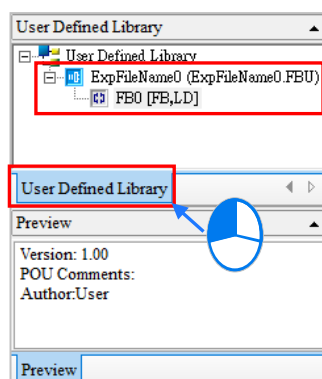 User Defined Library
User Defined Library
ExpFileName0 (ExpFileName0.FBU)
FB0 [FB,LD]
User Defined Library
Preview
Version: 1.00
POU Comments:
Author:User
Preview